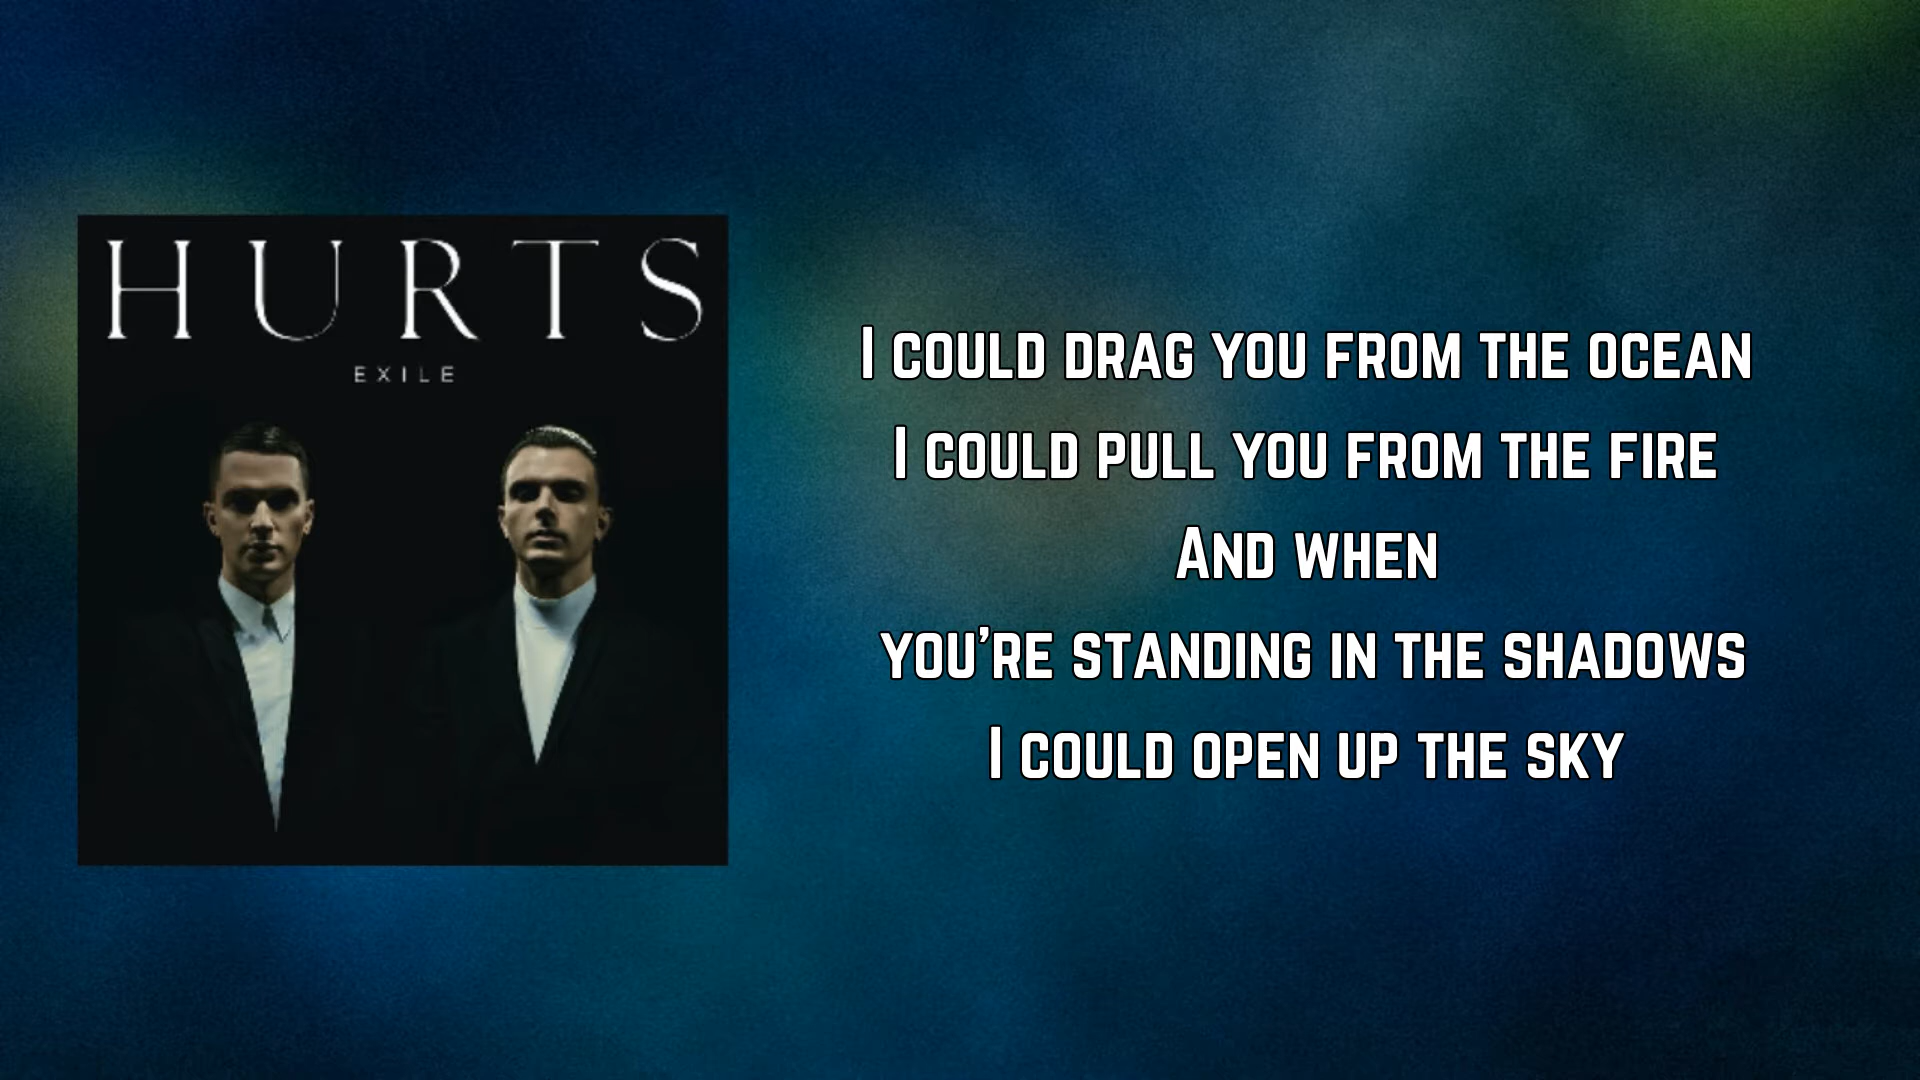 HURTS
EXILE
I could drag you from the ocean
I could pull you from the fire
And when
you're standing in the shadows
I could open up the sky